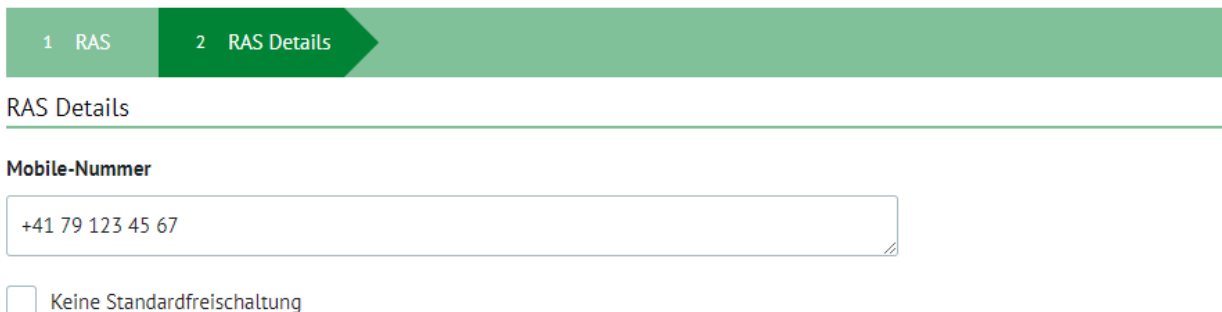 1 RAS 2 RAS Details
RAS Details
Mobile-Nummer
+41 79 123 45 67
Keine Standardfreischaltung